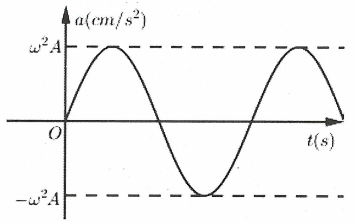 a(cm/s²)
ω²A
O
t(s)
−ω²A